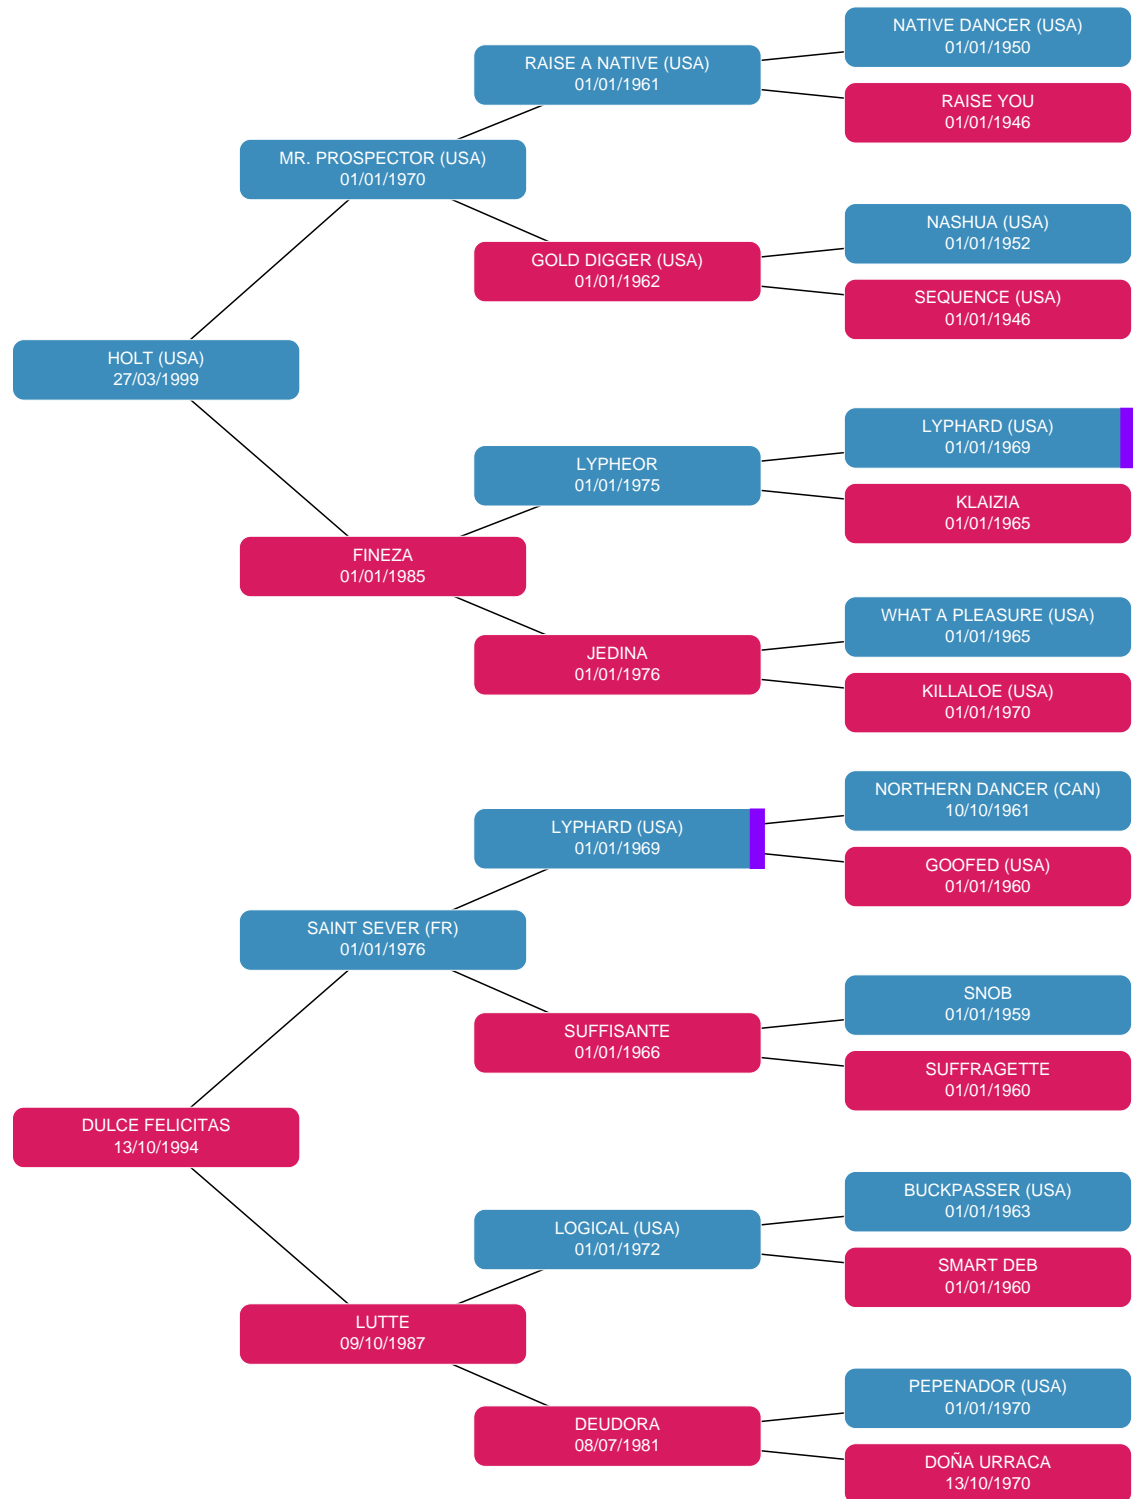 NATIVE DANCER (USA)
01/01/1950
RAISE A NATIVE (USA)
01/01/1961
RAISE YOU
01/01/1946
MR. PROSPECTOR (USA)
01/01/1970
NASHUA (USA)
01/01/1952
GOLD DIGGER (USA)
01/01/1962
SEQUENCE (USA)
01/01/1946
HOLT (USA)
27/03/1999
LYPHARD (USA)
01/01/1969
LYPHEOR
01/01/1975
KLAIZIA
01/01/1965
FINEZA
01/01/1985
WHAT A PLEASURE (USA)
01/01/1965
JEDINA
01/01/1976
KILLALOE (USA)
01/01/1970
NORTHERN DANCER (CAN)
10/10/1961
LYPHARD (USA)
01/01/1969
GOOFED (USA)
01/01/1960
SAINT SEVER (FR)
01/01/1976
SNOB
01/01/1959
SUFFISANTE
01/01/1966
SUFFRAGETTE
01/01/1960
DULCE FELICITAS
13/10/1994
BUCKPASSER (USA)
01/01/1963
LOGICAL (USA)
01/01/1972
SMART DEB
01/01/1960
LUTTE
09/10/1987
PEPENADOR (USA)
01/01/1970
DEUDORA
08/07/1981
DOÑA URRACA
13/10/1970